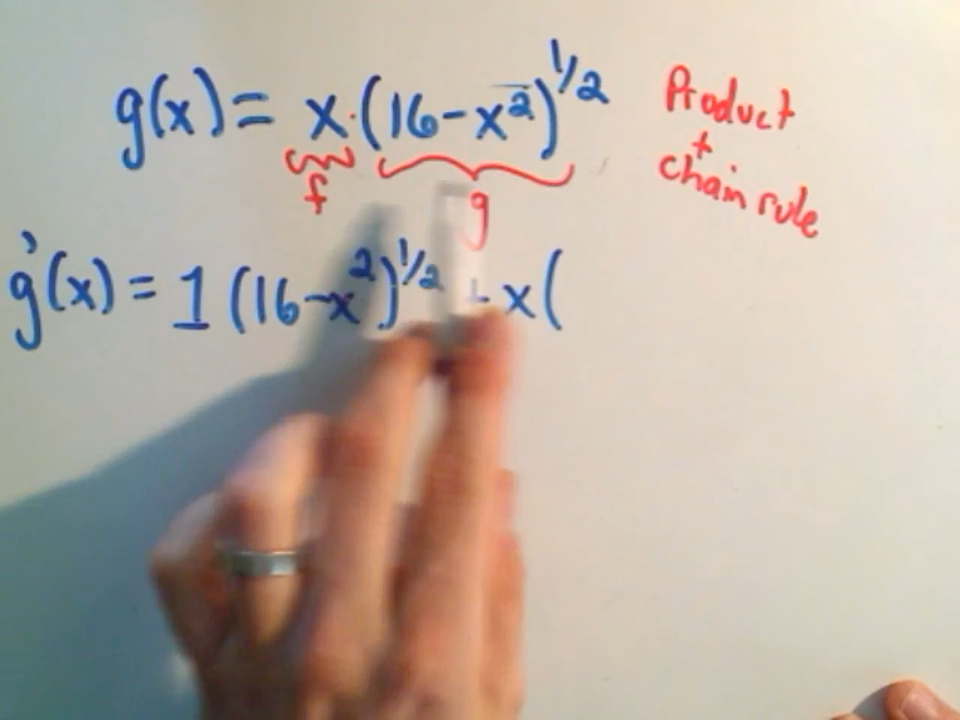 g(x) = x·(16-x²)^1/2
Product
+
chain rule
f
g
g'(x) = 1 (16-x²)^1/2 + x(